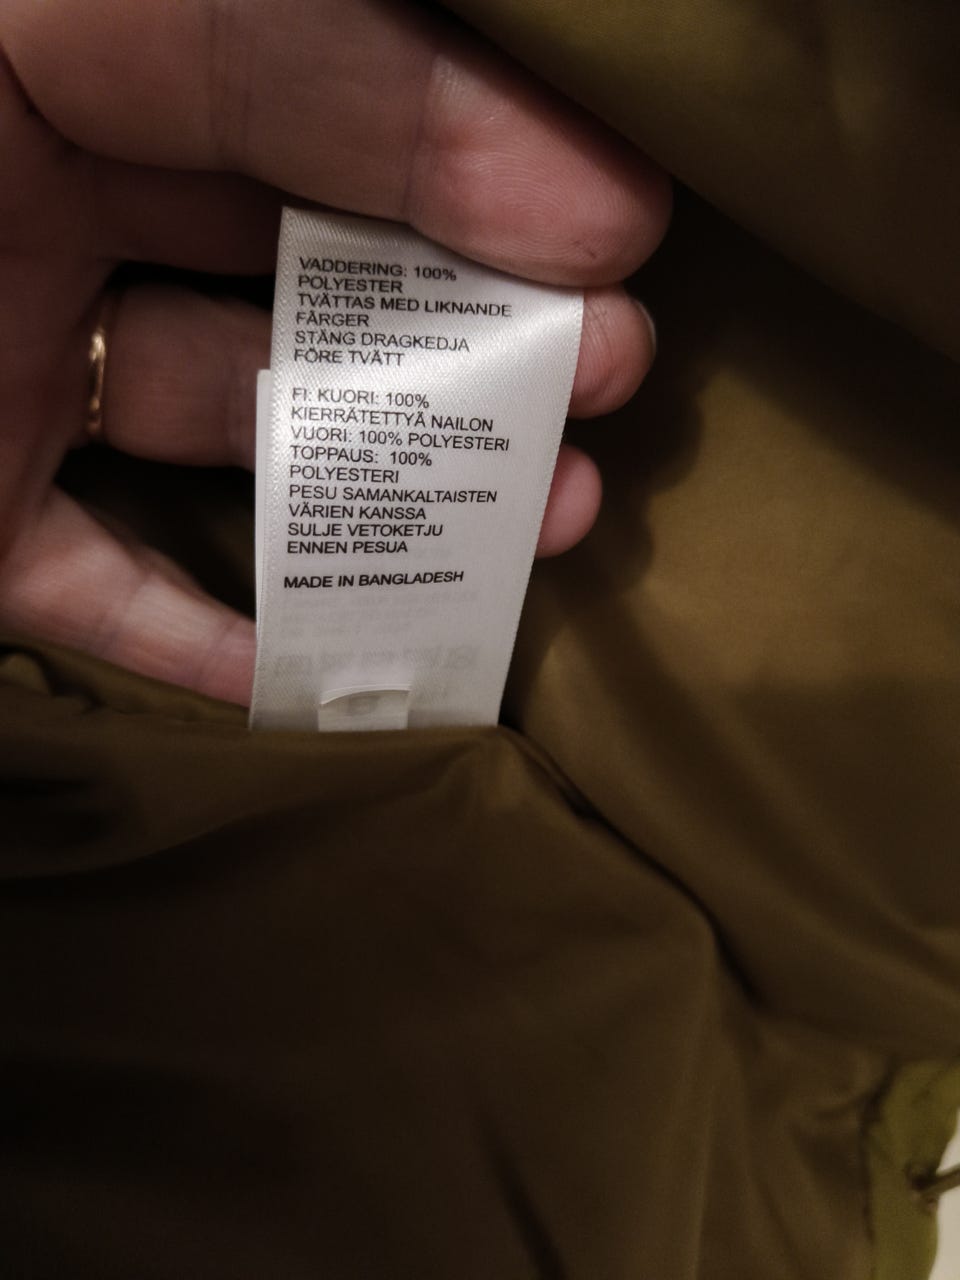 VADDERING: 100%
POLYESTER
TVÄTTAS MED LIKNANDE
FÄRGER
STÄNG DRAGKEDJA
FÖRE TVÄTT
FI: KUORI: 100%
KIERRÄTETTYÄ NAILON
VUORI: 100% POLYESTERI
TOPPAUS: 100%
POLYESTERI
PESU SAMANKALTAISTEN
VÄRIEN KANSSA
SULJE VETOKETJU
ENNEN PESUA
MADE IN BANGLADESH